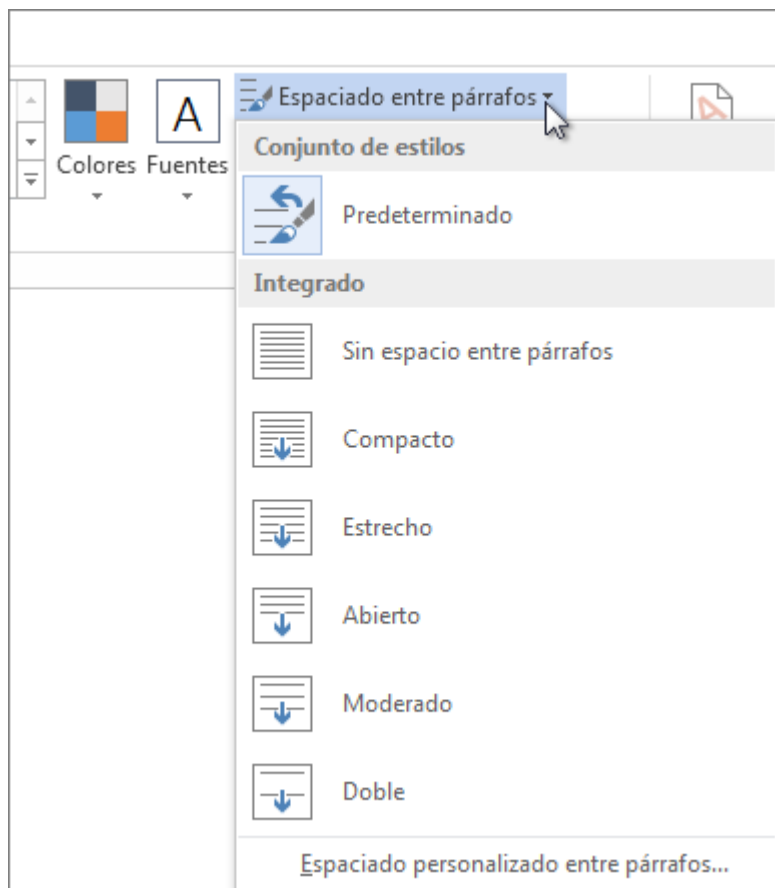 Espaciado entre párrafos
A
Colores Fuentes
Conjunto de estilos
Predeterminado
Integrado
Sin espacio entre párrafos
Compacto
Estrecho
Abierto
Moderado
Doble
Espaciado personalizado entre párrafos...